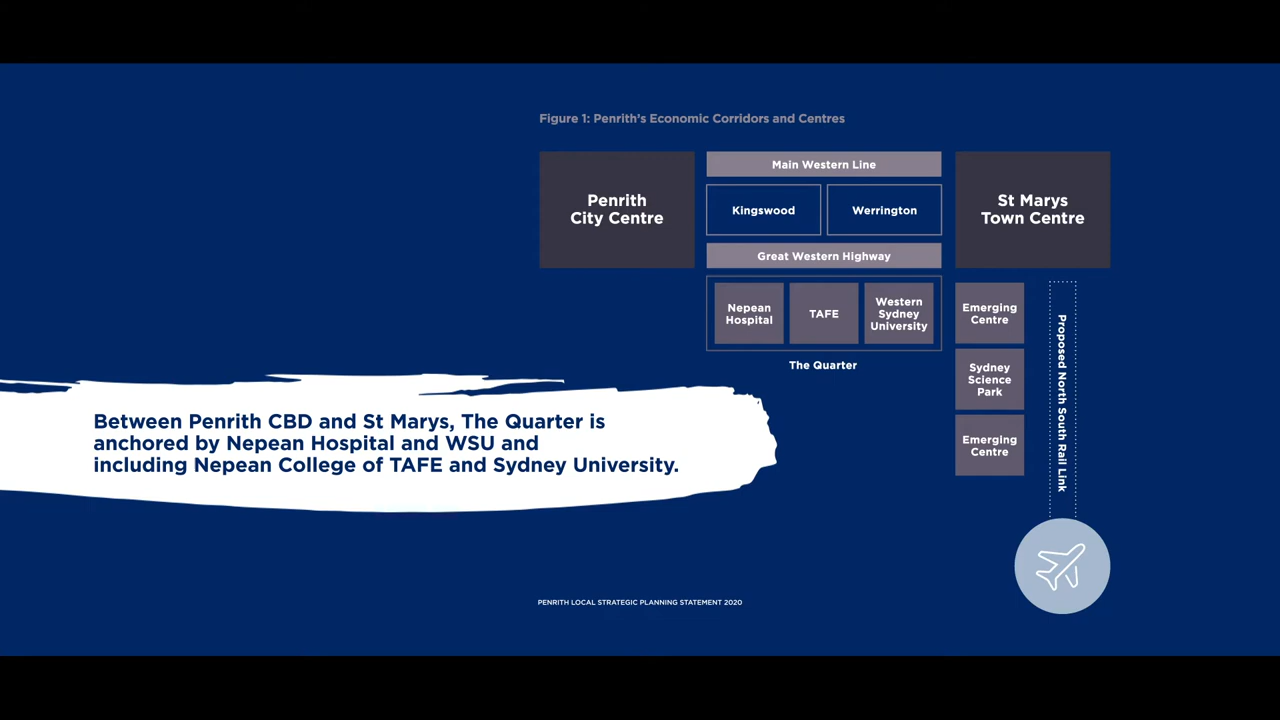 Figure 1: Penrith's Economic Corridors and Centres
Penrith
City Centre
Main Western Line
Kingswood
Werrington
Great Western Highway
St Marys
Town Centre
Nepean
Hospital
TAFE
Western
Sydney
University
The Quarter
Emerging
Centre
Sydney
Science
Park
Emerging
Centre
Proposed North South Rail Link
Between Penrith CBD and St Marys, The Quarter is
anchored by Nepean Hospital and WSU and
including Nepean College of TAFE and Sydney University.
PENRITH LOCAL STRATEGIC PLANNING STATEMENT 2020